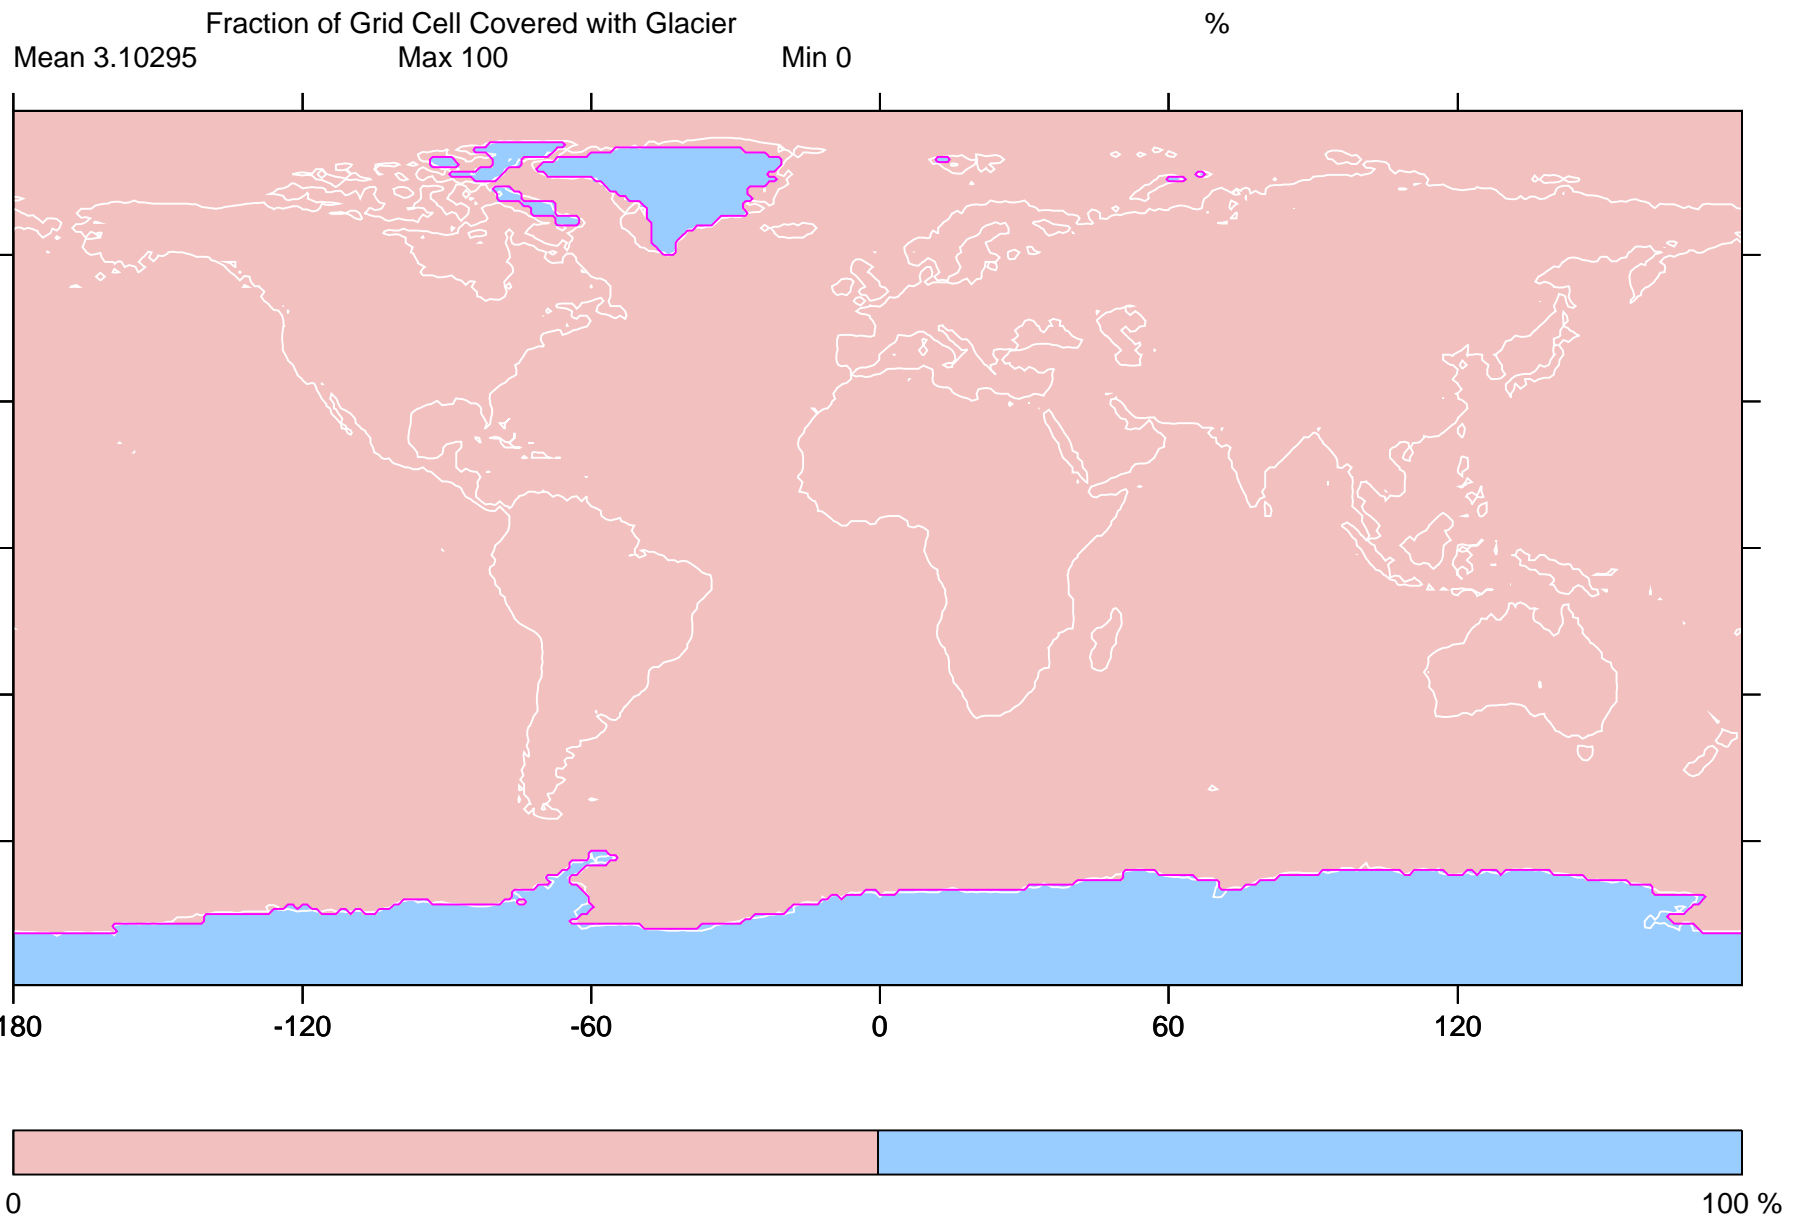 Fraction of Grid Cell Covered with Glacier %
Mean 3.10295 Max 100 Min 0
180 -120 -60 0 60 120
0 100 %